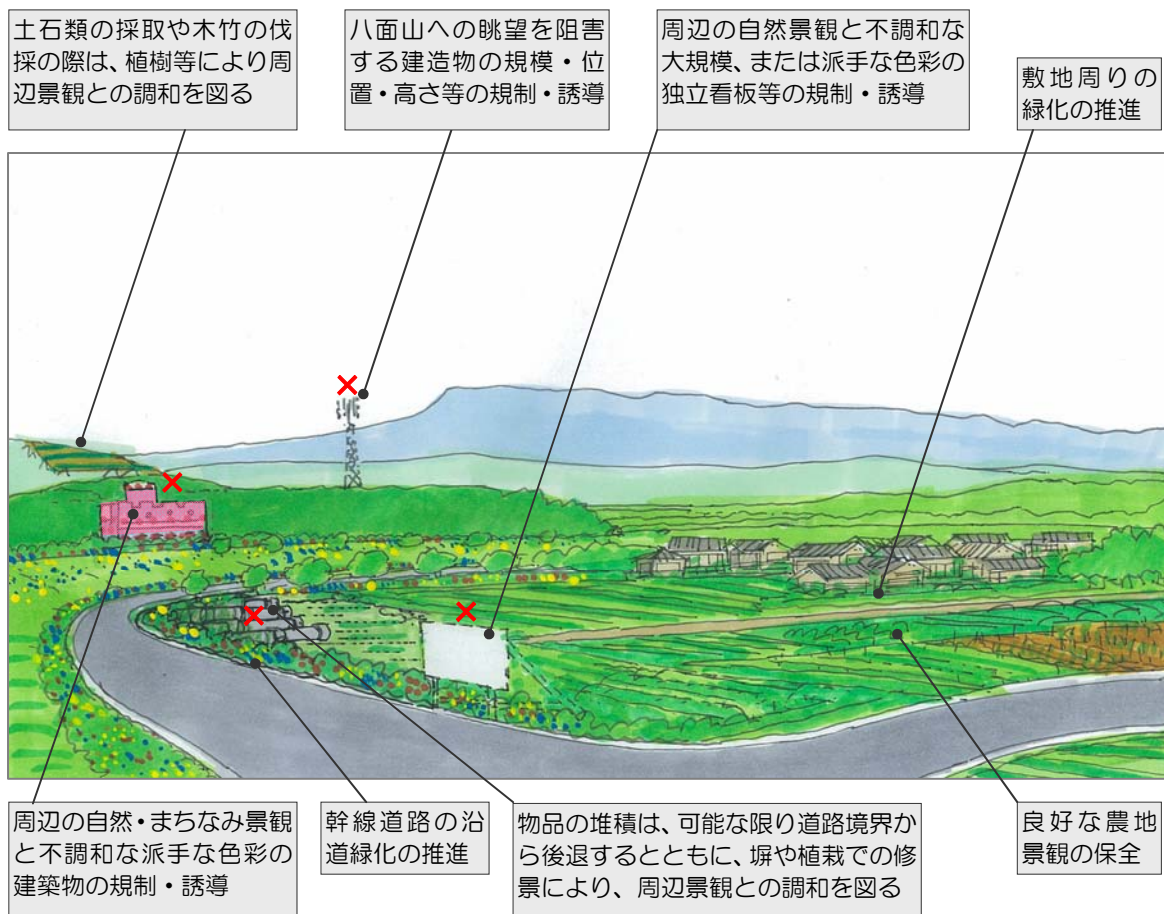 土石類の採取や木竹の伐
採の際は、植樹等により周
辺景観との調和を図る
八面山への眺望を阻害
する建造物の規模・位
置・高さ等の規制・誘導
周辺の自然景観と不調和な
大規模、または派手な色彩の
独立看板等の規制・誘導
敷地周りの
緑化の推進
周辺の自然・まちなみ景観
と不調和な派手な色彩の
建築物の規制・誘導
幹線道路の沿
道緑化の推進
物品の堆積は、可能な限り道路境界か
ら後退するとともに、塀や植栽での修
景により、周辺景観との調和を図る
良好な農地
景観の保全